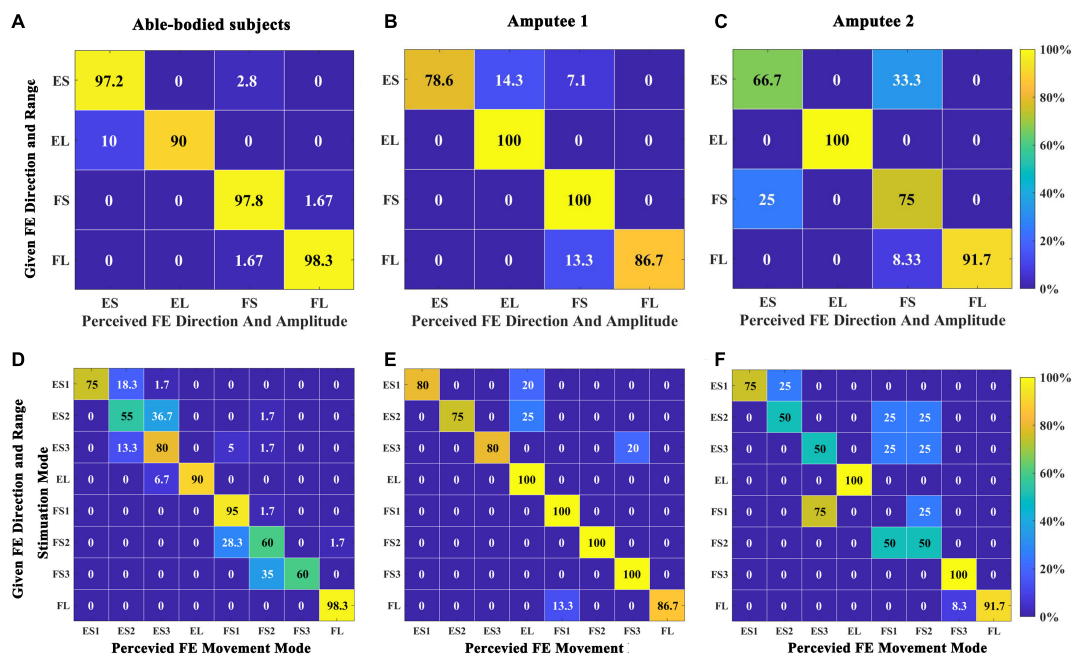 A Able-bodied subjects B Amputee 1 C Amputee 2
ES 97.2 0 2.8 0
EL 10 90 0 0
FS 0 0 97.8 1.67
FL 0 0 1.67 98.3
ES EL FS FL
Given FE Direction and Range
Perceived FE Direction And Amplitude
ES 78.6 14.3 7.1 0
EL 0 100 0 0
FS 0 0 100 0
FL 0 0 13.3 86.7
ES EL FS FL
Perceived FE Direction And Amplitude
ES 66.7 0 33.3 0
EL 0 100 0 0
FS 25 0 75 0
FL 0 0 8.33 91.7
ES EL FS FL
Perceived FE Direction And Amplitude
100%
80%
60%
40%
20%
0%
D
Given FE Direction and Range
Stimuation Mode
ES1 75 18.3 1.7 0 0 0 0 0
ES2 0 55 36.7 0 0 1.7 0 0
ES3 0 13.3 80 0 5 1.7 0 0
EL 0 0 6.7 90 0 0 0 0
FS1 0 0 0 0 95 1.7 0 0
FS2 0 0 0 0 28.3 60 0 1.7
FS3 0 0 0 0 0 35 60 0
FL 0 0 0 0 0 0 0 98.3
ES1 ES2 ES3 EL FS1 FS2 FS3 FL
Percevied FE Movement Mode
E
ES1 80 0 0 20 0 0 0 0
ES2 0 75 0 25 0 0 0 0
ES3 0 0 80 0 0 0 20 0
EL 0 0 0 100 0 0 0 0
FS1 0 0 0 0 100 0 0 0
FS2 0 0 0 0 0 100 0 0
FS3 0 0 0 0 0 0 100 0
FL 0 0 0 0 13.3 0 0 86.7
ES1 ES2 ES3 EL FS1 FS2 FS3 FL
Percevied FE Movement
F
ES1 75 25 0 0 0 0 0 0
ES2 0 50 0 0 25 25 0 0
ES3 0 0 50 0 25 25 0 0
EL 0 0 0 100 0 0 0 0
FS1 0 0 75 0 0 25 0 0
FS2 0 0 0 0 50 50 0 0
FS3 0 0 0 0 0 0 100 0
FL 0 0 0 0 0 0 8.3 91.7
ES1 ES2 ES3 EL FS1 FS2 FS3 FL
Percevied FE Movement Mode
100%
80%
60%
40%
20%
0%